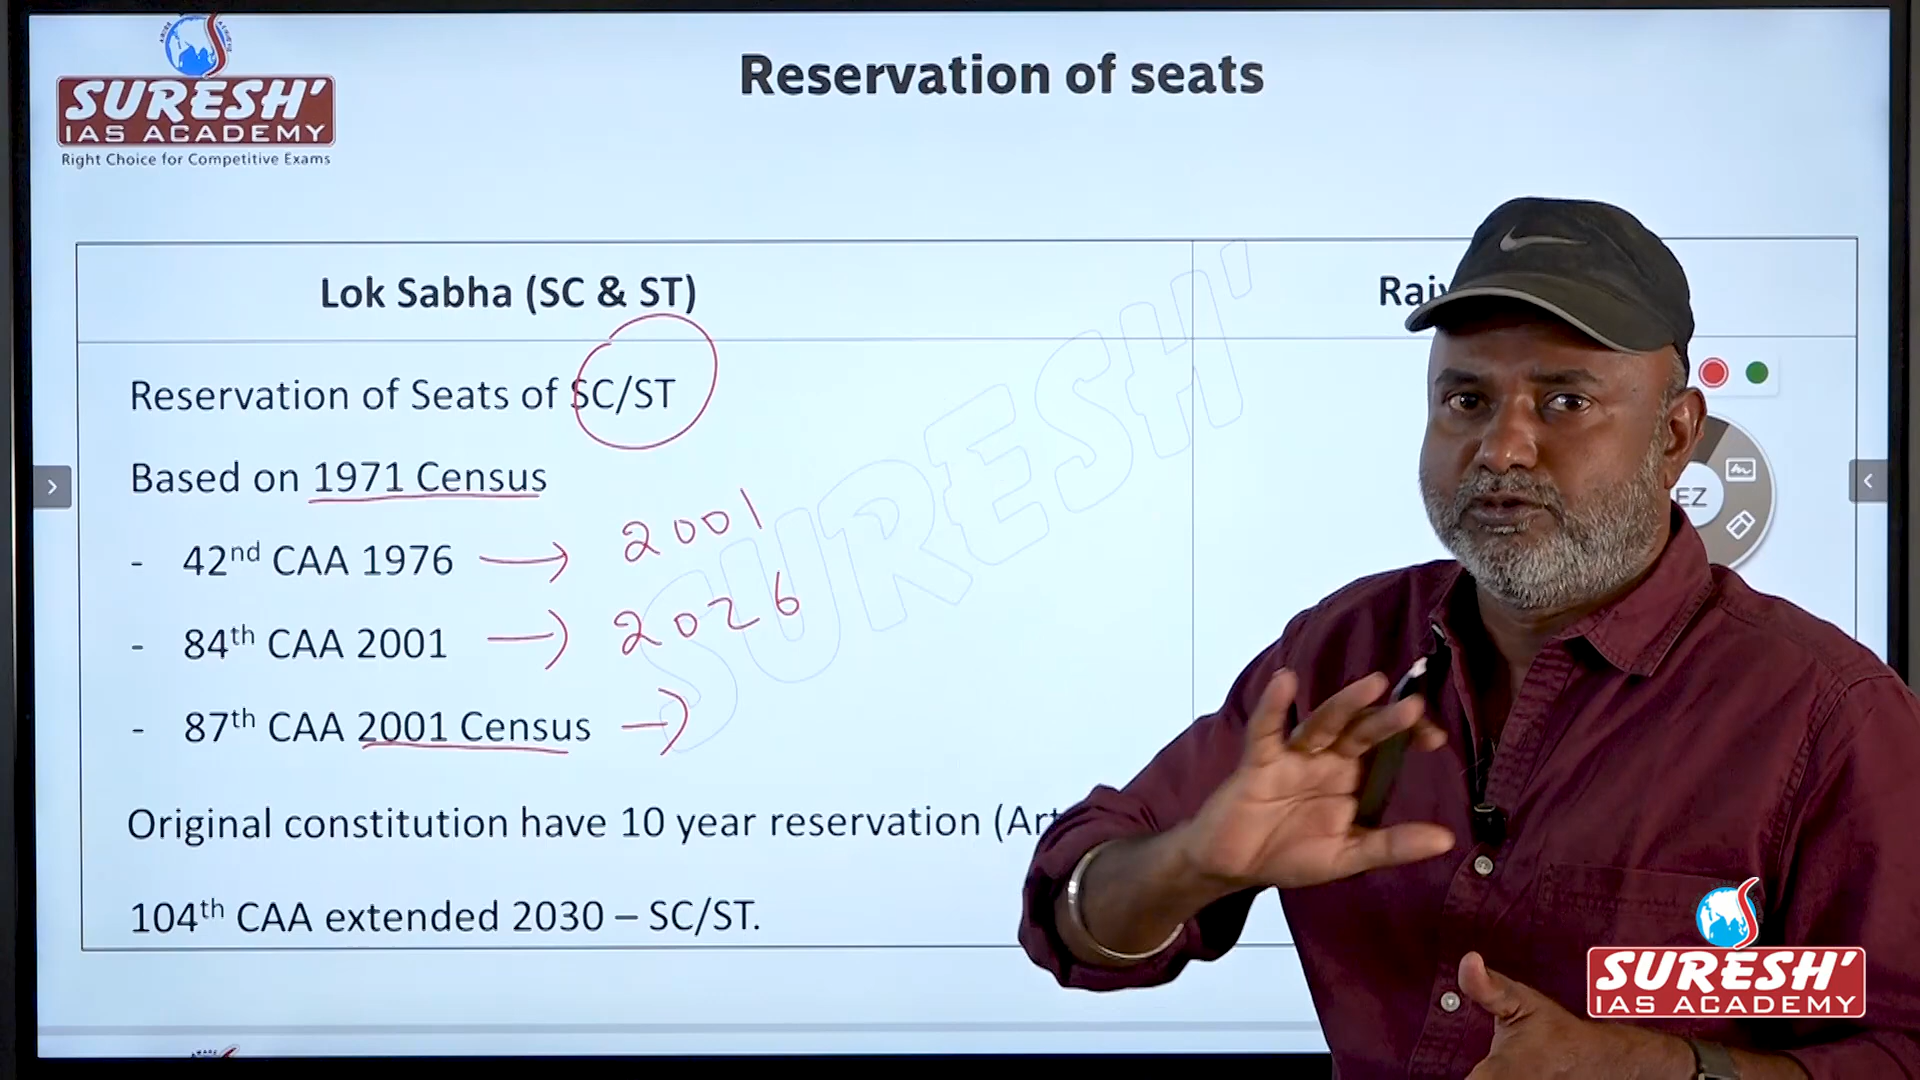 SURESH'
IAS ACADEMY
Right Choice for Competitive Exams
Reservation of seats
Lok Sabha (SC & ST)
Reservation of Seats of SC/ST
Based on 1971 Census
- 42nd CAA 1976 → 2001
- 84th CAA 2001 → 2026
- 87th CAA 2001 Census →
Original constitution have 10 year reservation (Art
104th CAA extended 2030 – SC/ST.
SURESH'
EZ
SURESH'
IAS ACADEMY